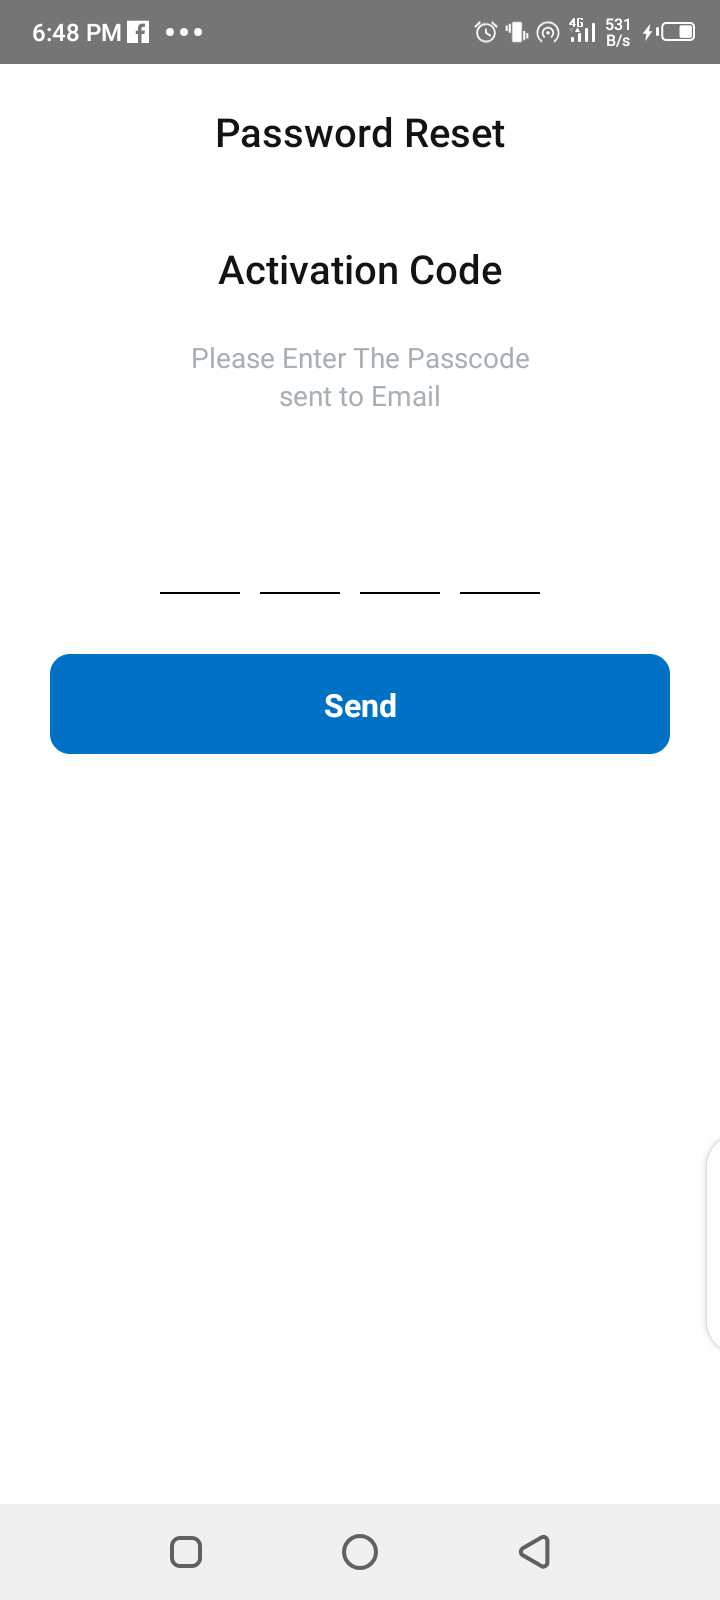 6:48 PM
4G
531
B/s
Password Reset
Activation Code
Please Enter The Passcode
sent to Email
Send